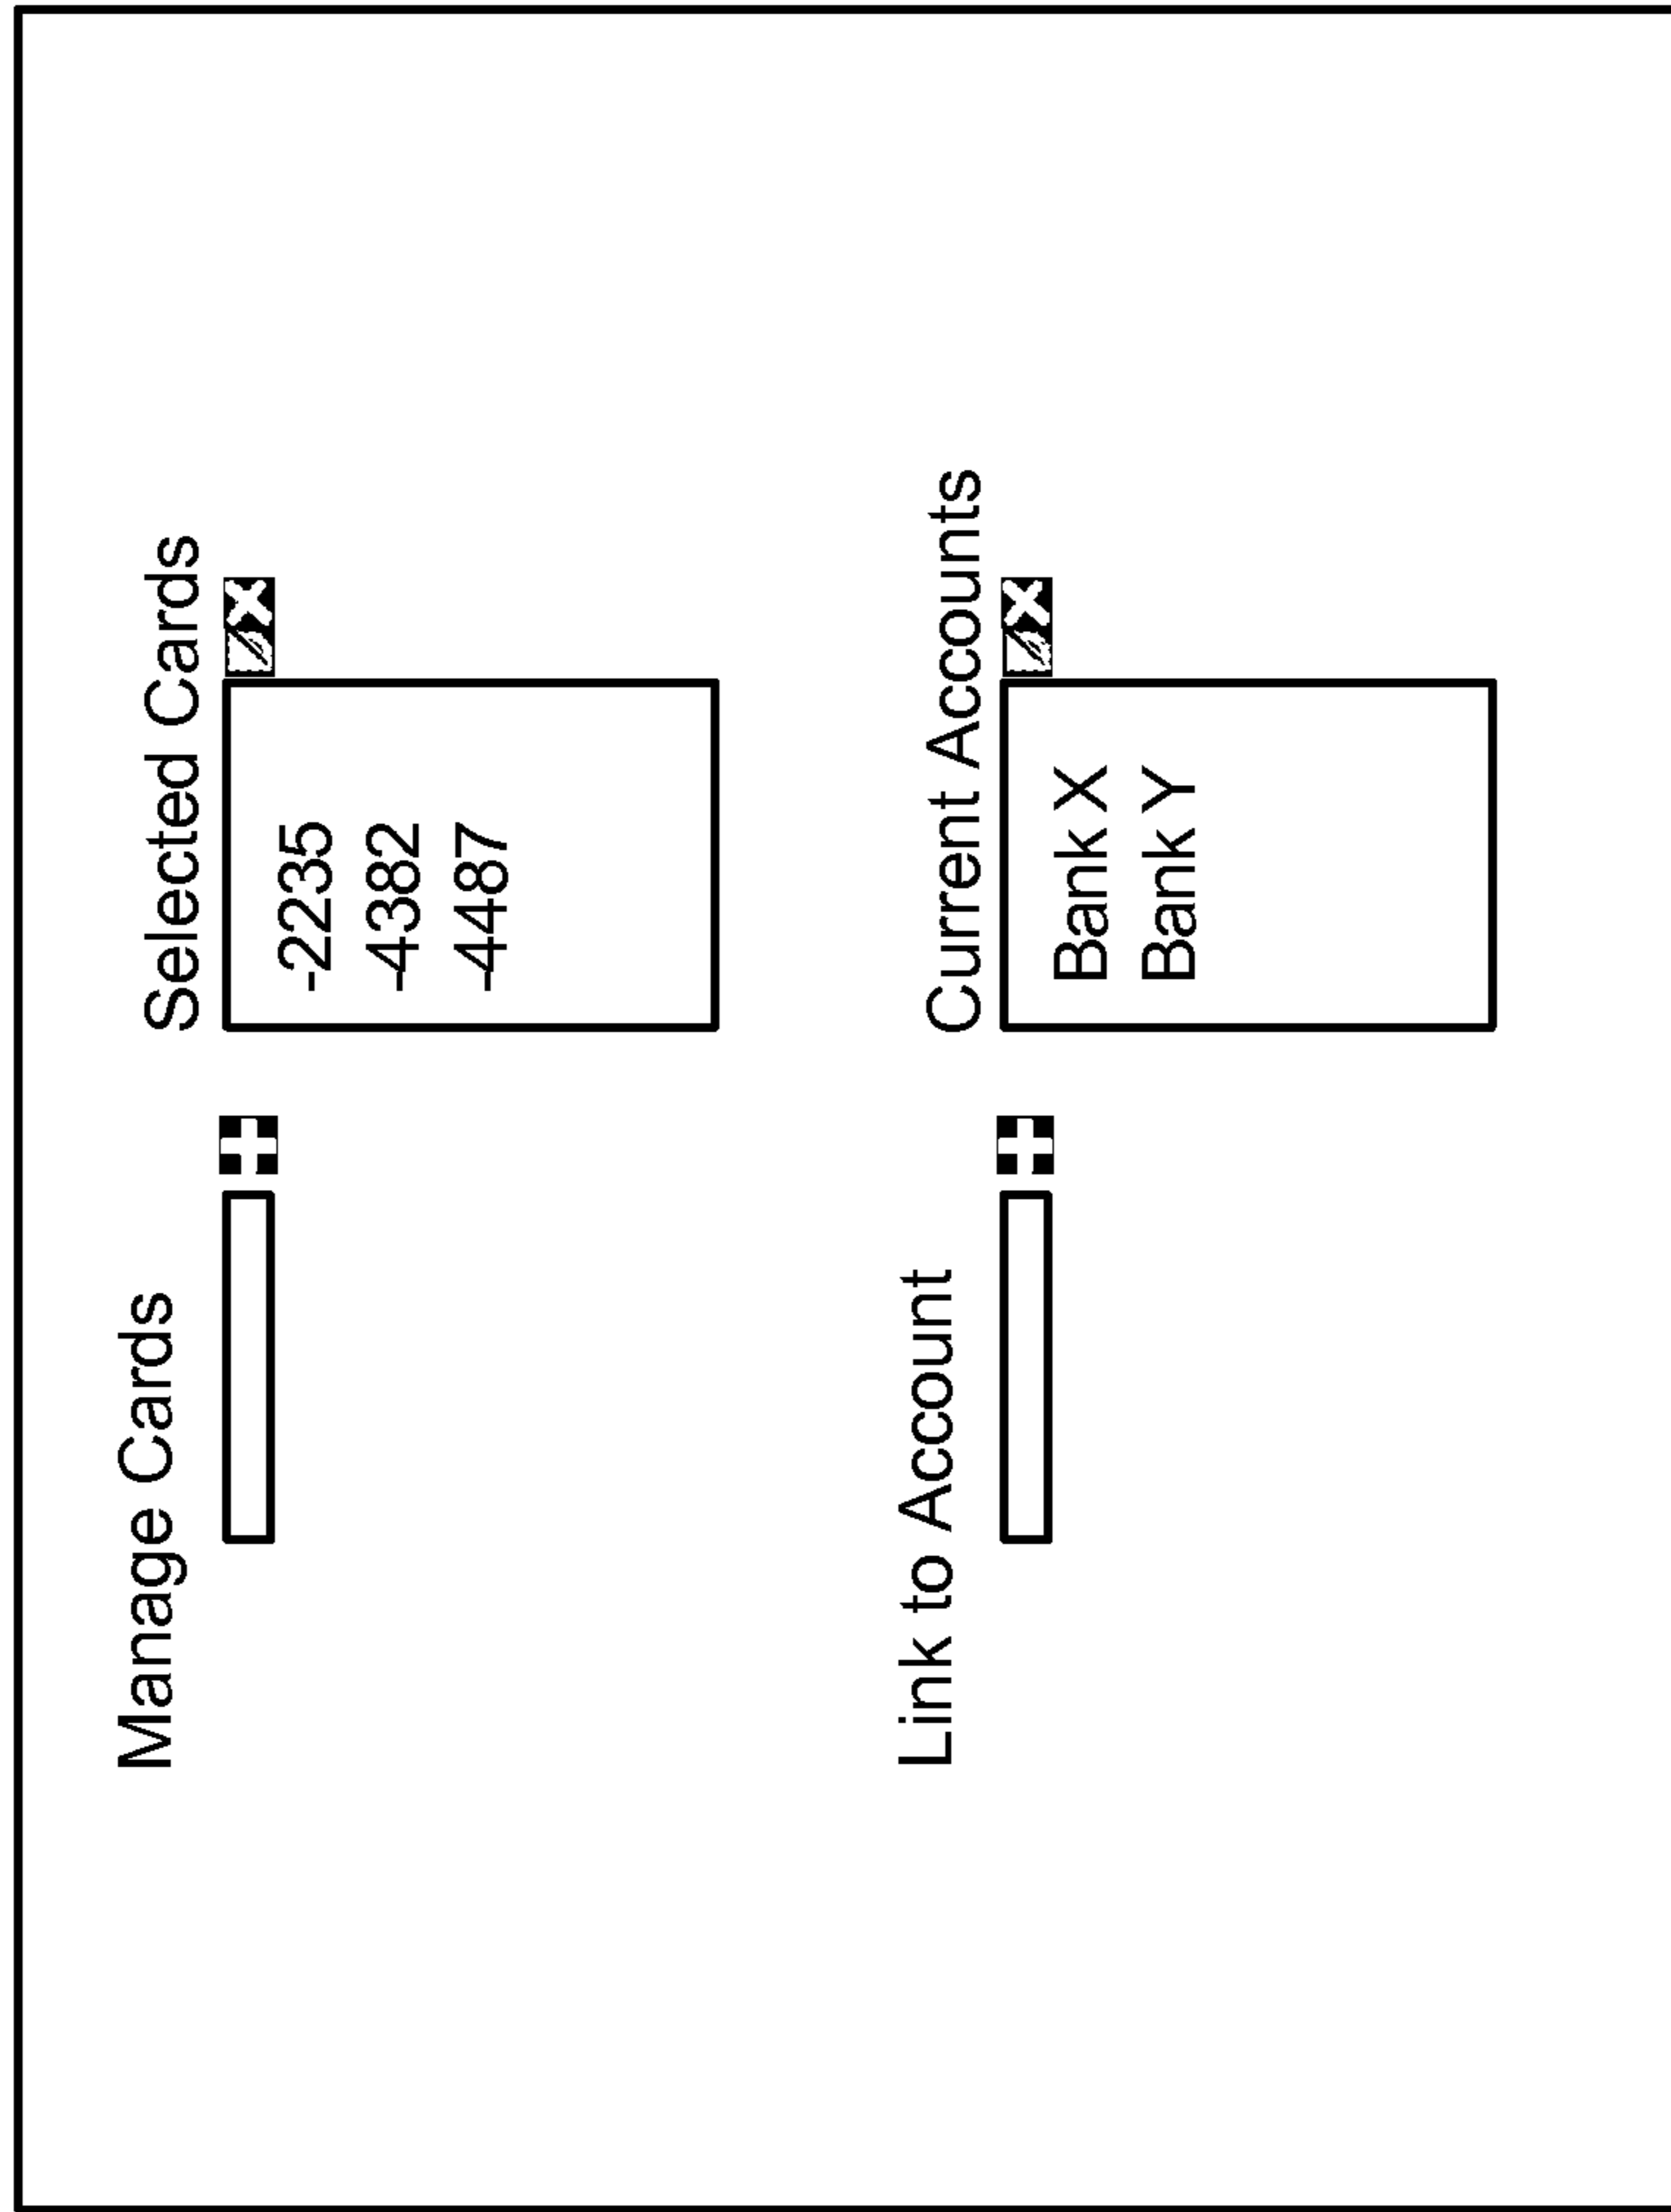 Manage Cards
Selected Cards
-2235
-4382
-4487
Link to Account
Current Accounts
Bank X
Bank Y